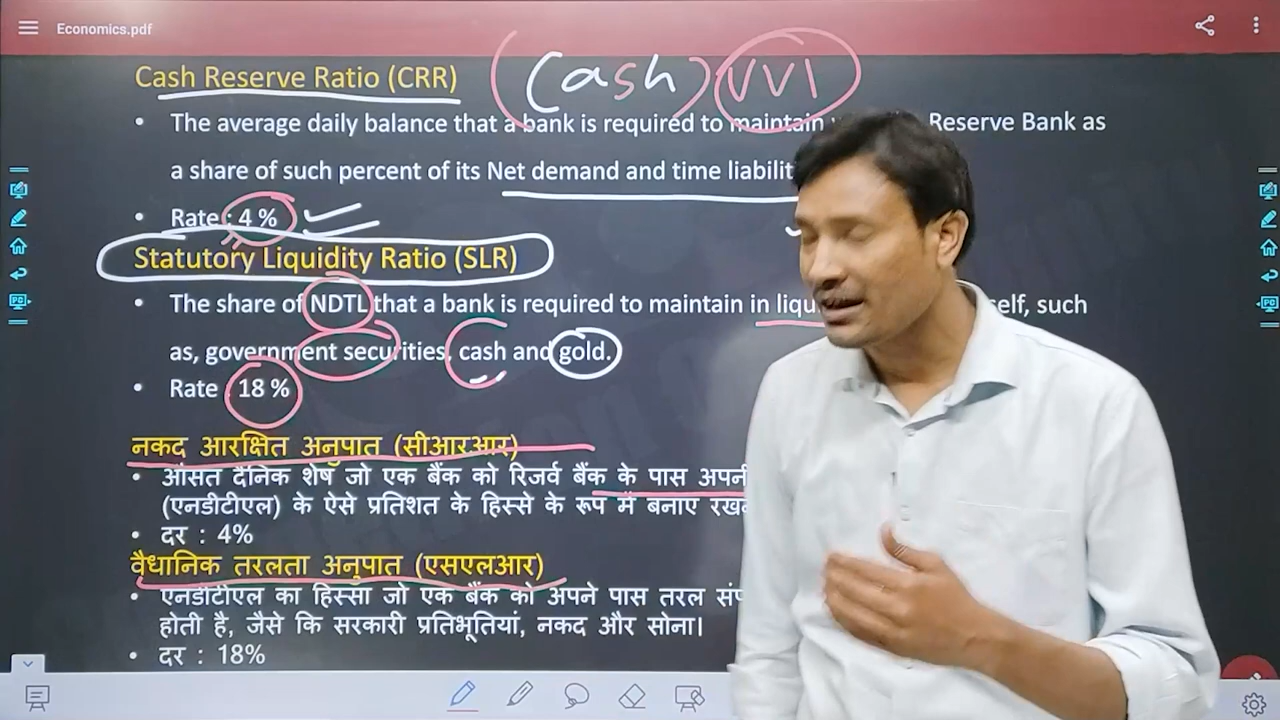 Economics.pdf
Cash Reserve Ratio (CRR) (Cash) VVI
• The average daily balance that a bank is required to maintain Reserve Bank as
a share of such percent of its Net demand and time
• Rate : 4 %
Statutory Liquidity Ratio (SLR)
• The share of NDTL that a bank is required to maintain in such
as, government securities, cash and gold.
• Rate : 18 %
नकद आरक्षित अनुपात (सीआरआर)
• औसत दैनिक शेष जो एक बैंक को रिजर्व बैंक के पास अपनी
(एनडीटीएल) के ऐसे प्रतिशत के हिस्से के रूप में बनाए
• दर : 4%
वैधानिक तरलता अनुपात (एसएलआर)
• एनडीटीएल का हिस्सा जो एक बैंक को अपने पास तरल
होती है, जैसे कि सरकारी प्रतिभूतियां, नकद और सोना।
• दर : 18%